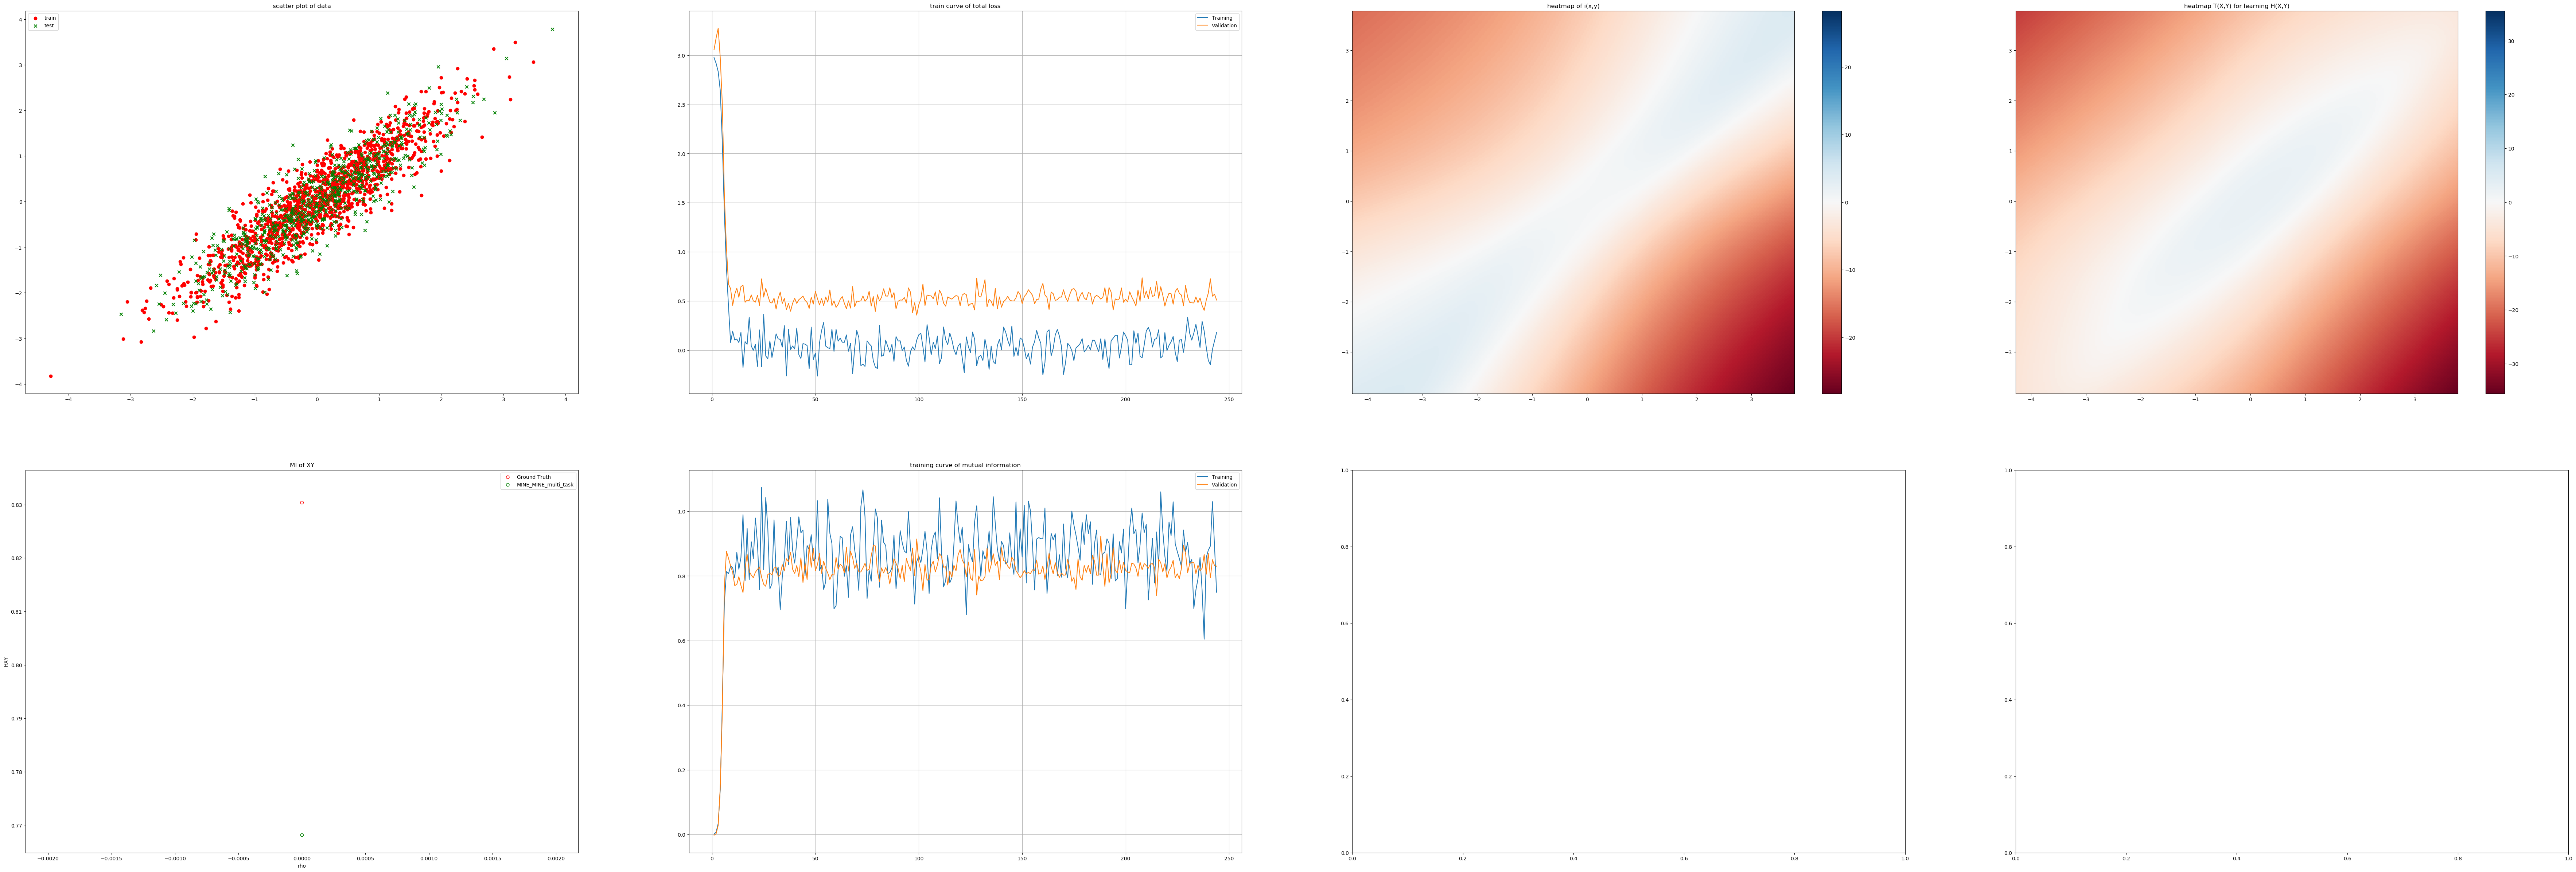 scatter plot of data
train
test
4
3
2
1
0
−1
−2
−3
−4
−4 −3 −2 −1 0 1 2 3 4
train curve of total loss
Training
Validation
3.0
2.5
2.0
1.5
1.0
0.5
0.0
0 50 100 150 200 250
heatmap of i(x,y)
3
2
1
0
−1
−2
−3
−4 −3 −2 −1 0 1 2 3
20
10
0
−10
−20
heatmap T(X,Y) for learning H(X,Y)
3
2
1
0
−1
−2
−3
−4 −3 −2 −1 0 1 2 3
30
20
10
0
−10
−20
−30
MI of XY
Ground Truth
MINE_MINE_multi_task
HXY
0.83
0.82
0.81
0.80
0.79
0.78
0.77
−0.0020 −0.0015 −0.0010 −0.0005 0.0000 0.0005 0.0010 0.0015 0.0020
rho
training curve of mutual information
Training
Validation
1.0
0.8
0.6
0.4
0.2
0.0
0 50 100 150 200 250
1.0
0.8
0.6
0.4
0.2
0.0
0.0 0.2 0.4 0.6 0.8 1.0
1.0
0.8
0.6
0.4
0.2
0.0
0.0 0.2 0.4 0.6 0.8 1.0